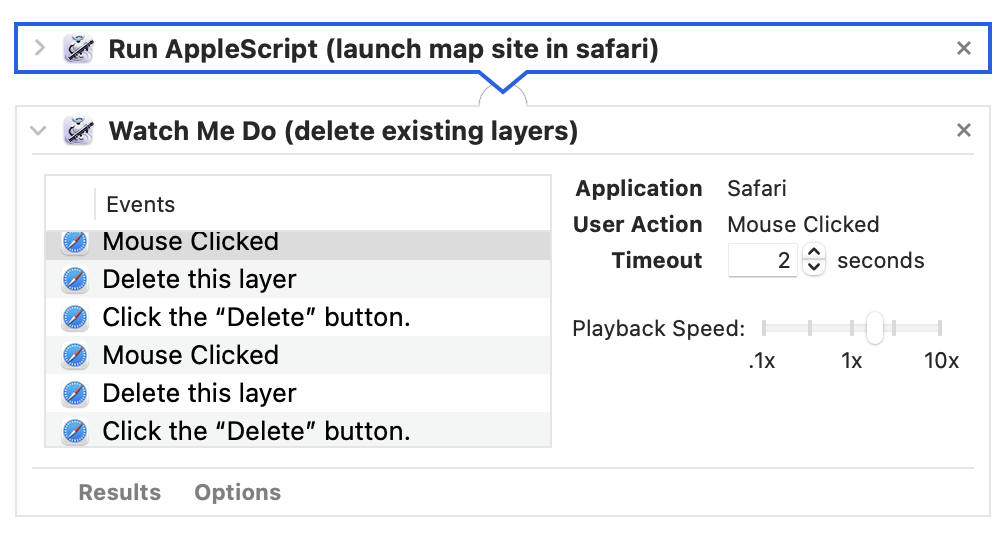 Run AppleScript (launch map site in safari)
Watch Me Do (delete existing layers)
Events
Mouse Clicked
Delete this layer
Click the “Delete” button.
Mouse Clicked
Delete this layer
Click the “Delete” button.
Application Safari
User Action Mouse Clicked
Timeout 2 seconds
Playback Speed:
.1x 1x 10x
Results Options